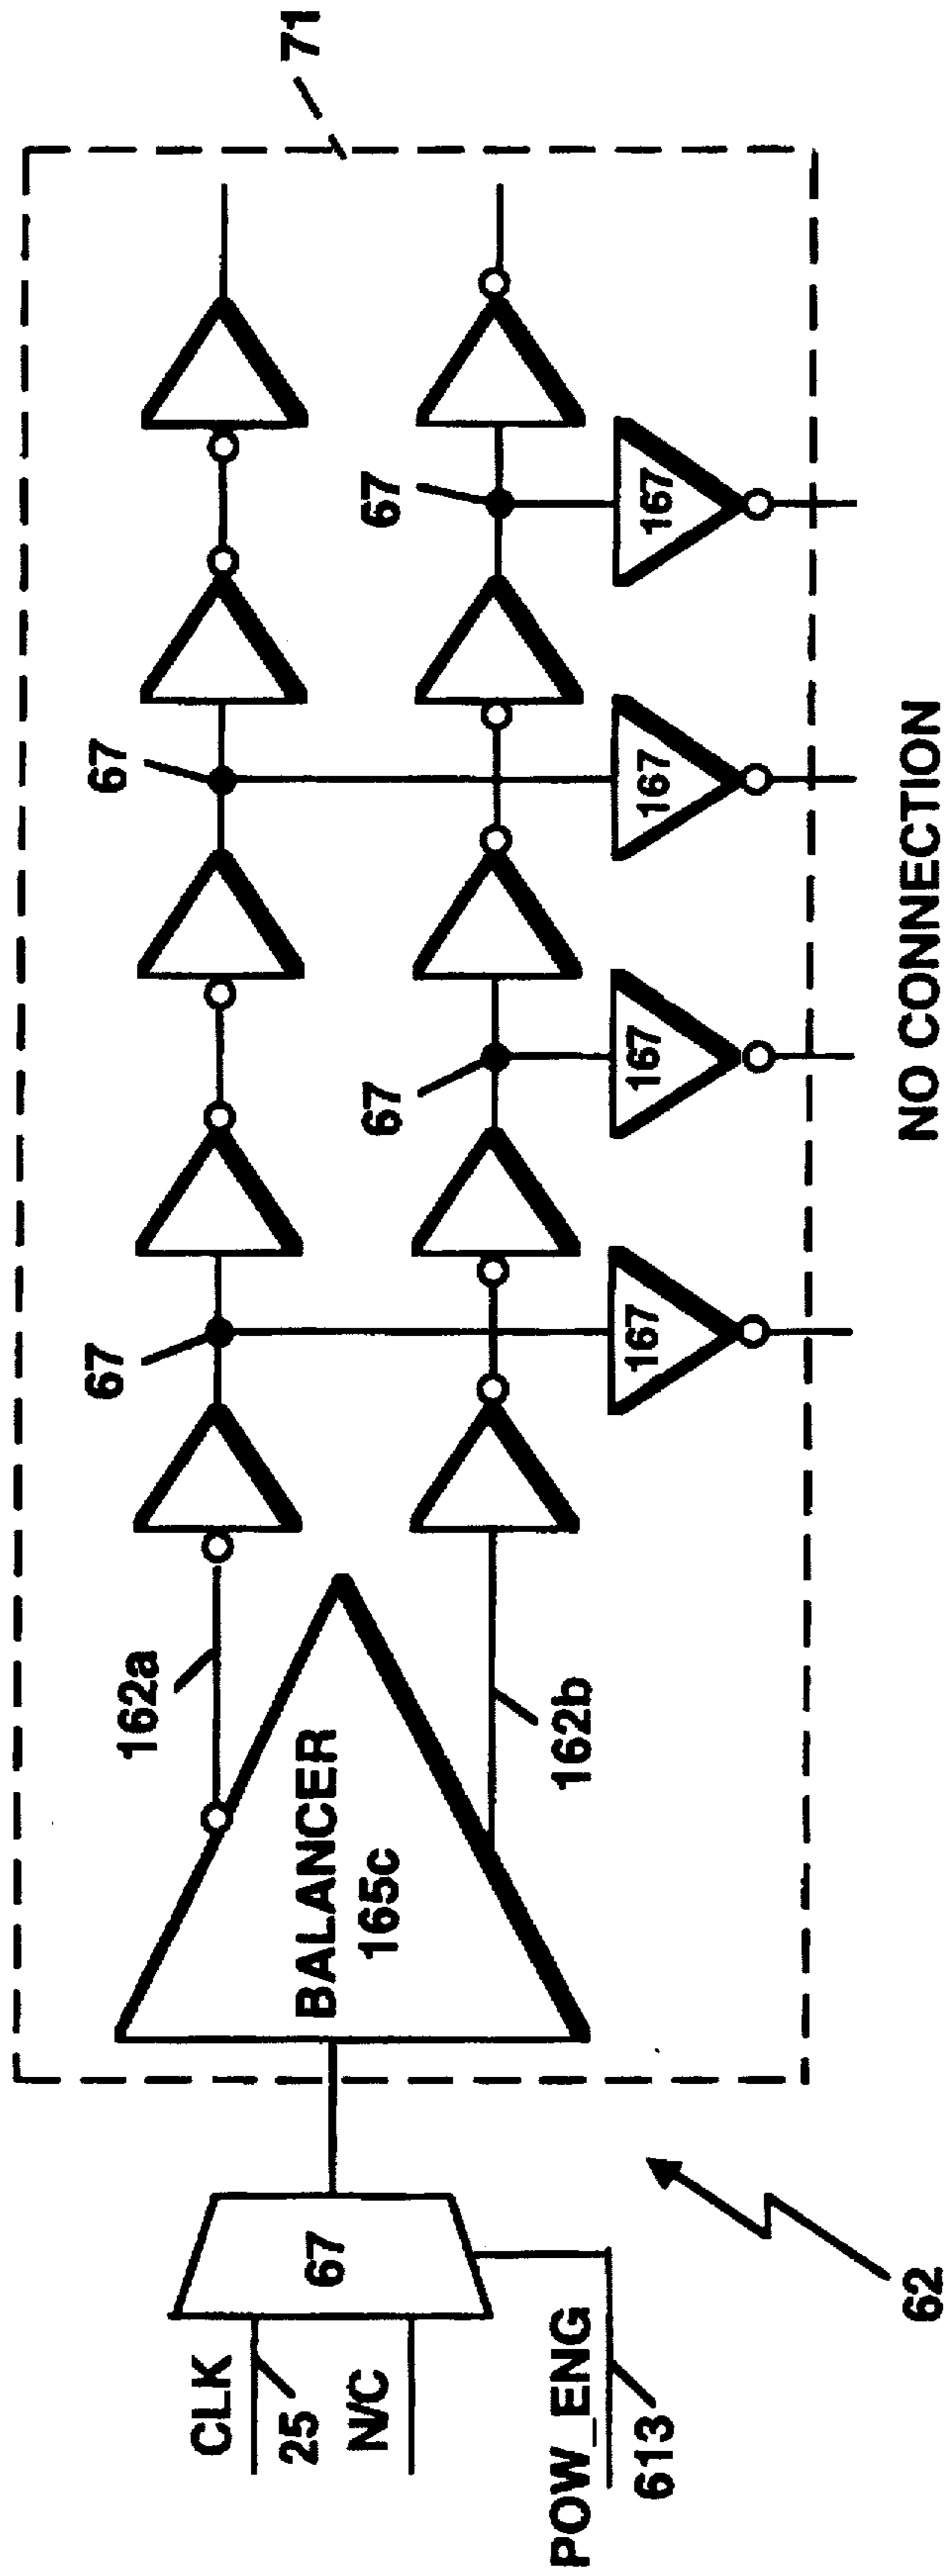 71
67
67
67
67
167
167
167
167
162a
162b
BALANCER
165c
NO CONNECTION
67
CLK
25
N/C
POW_ENG
613
62